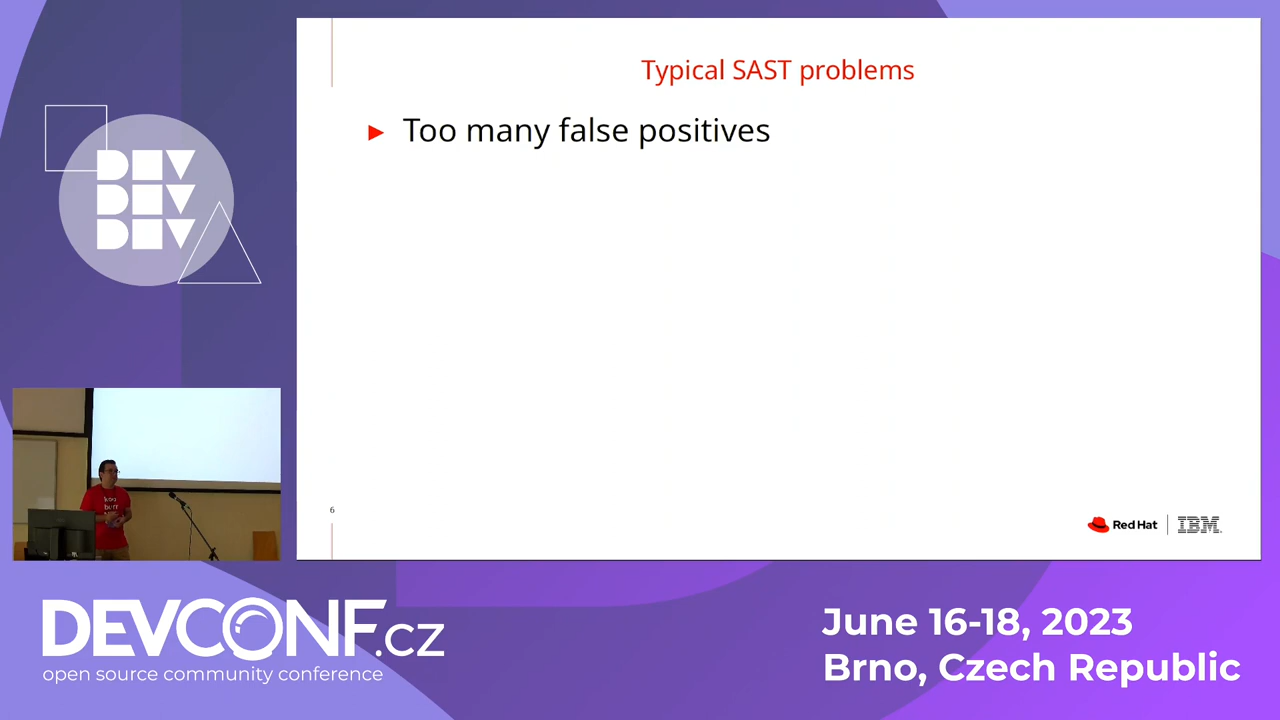 DEV
DEV
DEV
Typical SAST problems
► Too many false positives
6
Red Hat
IBM
DEVCONF.cz
open source community conference
June 16-18, 2023
Brno, Czech Republic